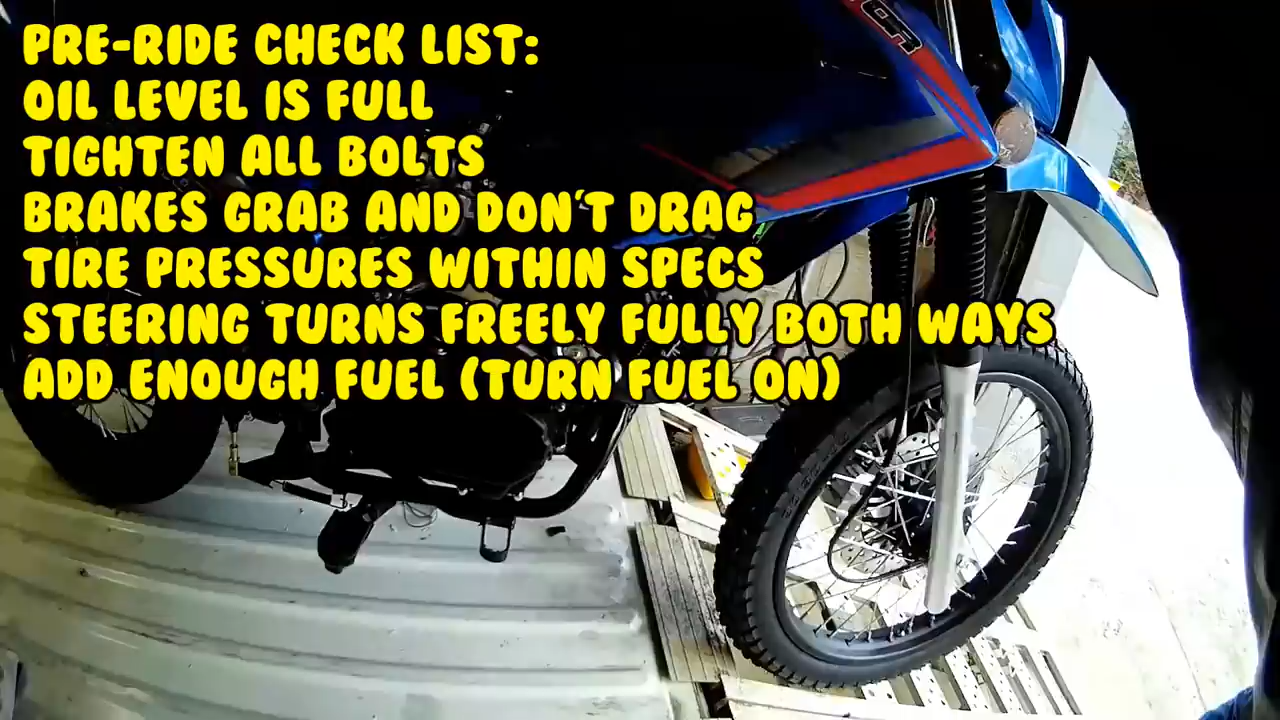 PRE-RIDE CHECK LIST:
OIL LEVEL IS FULL
TIGHTEN ALL BOLTS
BRAKES GRAB AND DON'T DRAG
TIRE PRESSURES WITHIN SPECS
STEERING TURNS FREELY FULLY BOTH WAYS
ADD ENOUGH FUEL (TURN FUEL ON)